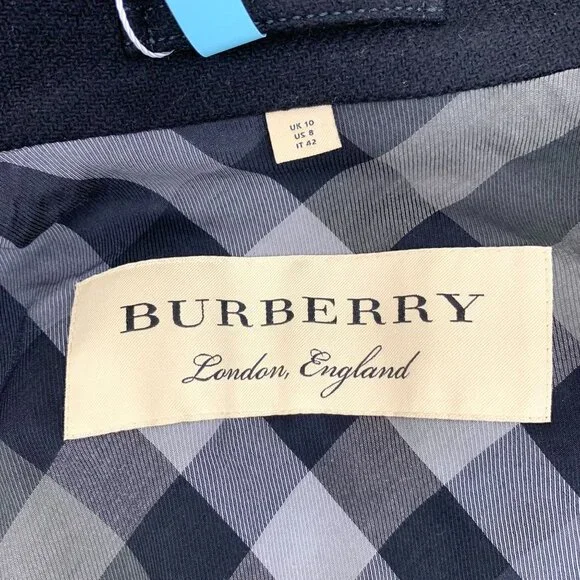 UK 10
US 8
IT 42
BURBERRY
London, England